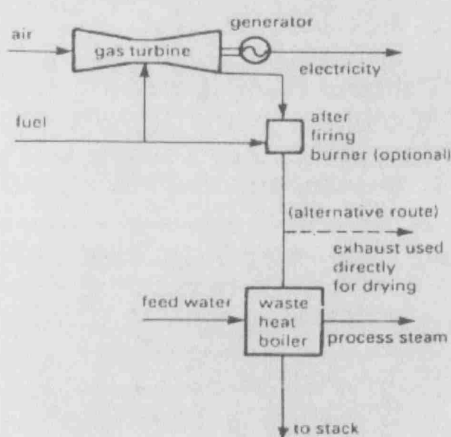 generator
air
gas turbine
electricity
fuel
after
firing
burner (optional)
(alternative route)
exhaust used
directly
for drying
feed water
waste
heat
boiler
process steam
to stack